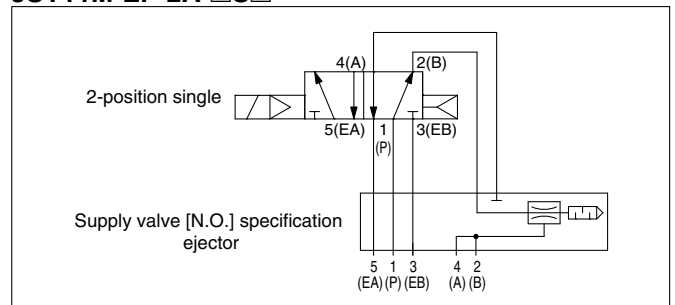 4(A) 2(B)
2-position single
5(EA) 1 3(EB)
(P)
Supply valve [N.O.] specification
ejector
5 1 3 4 2
(EA) (P) (EB) (A) (B)